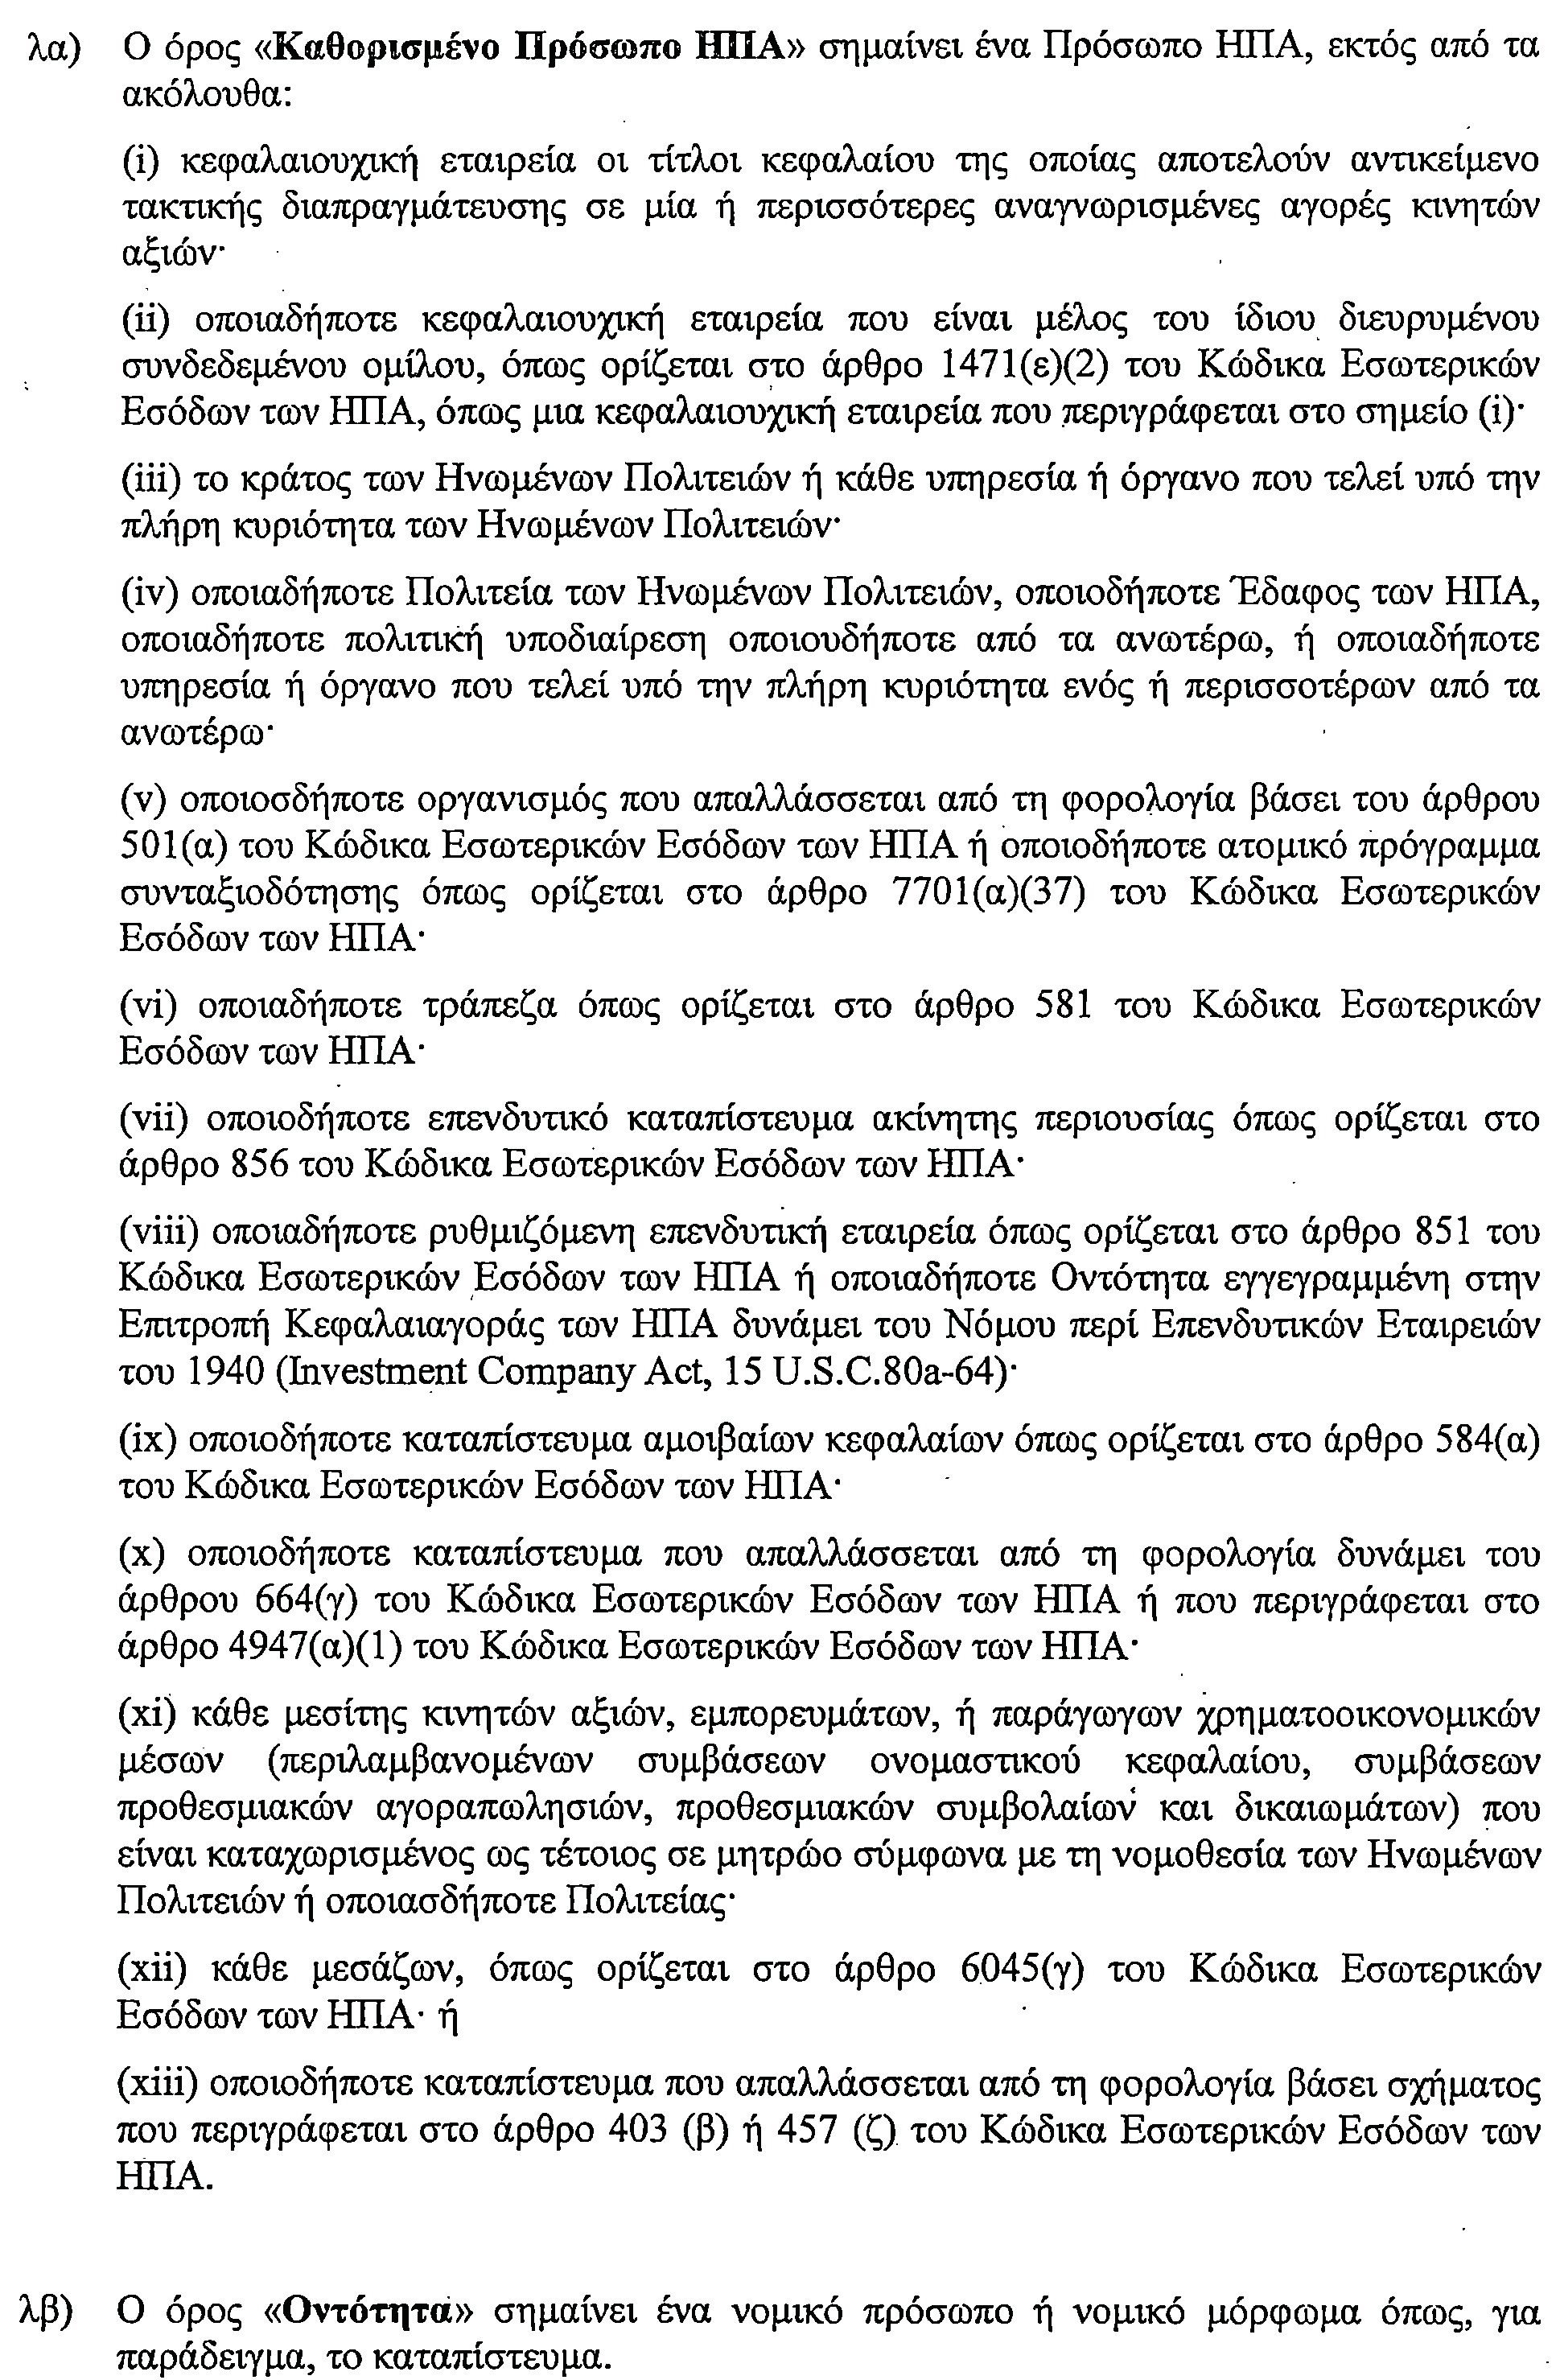 λα) Ο όρος «Καθορισμένο Πρόσωπο ΗΠΑ» σημαίνει ένα Πρόσωπο ΗΠΑ, εκτός από τα
ακόλουθα:
(i) κεφαλαιουχική εταιρεία οι τίτλοι κεφαλαίου της οποίας αποτελούν αντικείμενο
τακτικής διαπραγμάτευσης σε μία ή περισσότερες αναγνωρισμένες αγορές κινητών
αξιών·
(ii) οποιαδήποτε κεφαλαιουχική εταιρεία που είναι μέλος του ίδιου διευρυμένου
συνδεδεμένου ομίλου, όπως ορίζεται στο άρθρο 1471(ε)(2) του Κώδικα Εσωτερικών
Εσόδων των ΗΠΑ, όπως μια κεφαλαιουχική εταιρεία που περιγράφεται στο σημείο (i)·
(iii) το κράτος των Ηνωμένων Πολιτειών ή κάθε υπηρεσία ή όργανο που τελεί υπό την
πλήρη κυριότητα των Ηνωμένων Πολιτειών·
(iv) οποιαδήποτε Πολιτεία των Ηνωμένων Πολιτειών, οποιοδήποτε Έδαφος των ΗΠΑ,
οποιαδήποτε πολιτική υποδιαίρεση οποιουδήποτε από τα ανωτέρω, ή οποιαδήποτε
υπηρεσία ή όργανο που τελεί υπό την πλήρη κυριότητα ενός ή περισσοτέρων από τα
ανωτέρω·
(v) οποιοσδήποτε οργανισμός που απαλλάσσεται από τη φορολογία βάσει του άρθρου
501(α) του Κώδικα Εσωτερικών Εσόδων των ΗΠΑ ή οποιοδήποτε ατομικό πρόγραμμα
συνταξιοδότησης όπως ορίζεται στο άρθρο 7701(α)(37) του Κώδικα Εσωτερικών
Εσόδων των ΗΠΑ·
(vi) οποιαδήποτε τράπεζα όπως ορίζεται στο άρθρο 581 του Κώδικα Εσωτερικών
Εσόδων των ΗΠΑ·
(vii) οποιοδήποτε επενδυτικό καταπίστευμα ακίνητης περιουσίας όπως ορίζεται στο
άρθρο 856 του Κώδικα Εσωτερικών Εσόδων των ΗΠΑ·
(viii) οποιαδήποτε ρυθμιζόμενη επενδυτική εταιρεία όπως ορίζεται στο άρθρο 851 του
Κώδικα Εσωτερικών Εσόδων των ΗΠΑ ή οποιαδήποτε Οντότητα εγγεγραμμένη στην
Επιτροπή Κεφαλαιαγοράς των ΗΠΑ δυνάμει του Νόμου περί Επενδυτικών Εταιρειών
του 1940 (Investment Company Act, 15 U.S.C.80a-64)·
(ix) οποιοδήποτε καταπίστευμα αμοιβαίων κεφαλαίων όπως ορίζεται στο άρθρο 584(α)
του Κώδικα Εσωτερικών Εσόδων των ΗΠΑ·
(x) οποιοδήποτε καταπίστευμα που απαλλάσσεται από τη φορολογία δυνάμει του
άρθρου 664(γ) του Κώδικα Εσωτερικών Εσόδων των ΗΠΑ ή που περιγράφεται στο
άρθρο 4947(α)(1) του Κώδικα Εσωτερικών Εσόδων των ΗΠΑ·
(xi) κάθε μεσίτης κινητών αξιών, εμπορευμάτων, ή παράγωγων χρηματοοικονομικών
μέσων (περιλαμβανομένων συμβάσεων ονομαστικού κεφαλαίου, συμβάσεων
προθεσμιακών αγοραπωλησιών, προθεσμιακών συμβολαίων και δικαιωμάτων) που
είναι καταχωρισμένος ως τέτοιος σε μητρώο σύμφωνα με τη νομοθεσία των Ηνωμένων
Πολιτειών ή οποιασδήποτε Πολιτείας·
(xii) κάθε μεσάζων, όπως ορίζεται στο άρθρο 6045(γ) του Κώδικα Εσωτερικών
Εσόδων των ΗΠΑ· ή
(xiii) οποιοδήποτε καταπίστευμα που απαλλάσσεται από τη φορολογία βάσει σχήματος
που περιγράφεται στο άρθρο 403 (β) ή 457 (ζ) του Κώδικα Εσωτερικών Εσόδων των
ΗΠΑ.
λβ) Ο όρος «Οντότητα» σημαίνει ένα νομικό πρόσωπο ή νομικό μόρφωμα όπως, για
παράδειγμα, το καταπίστευμα.